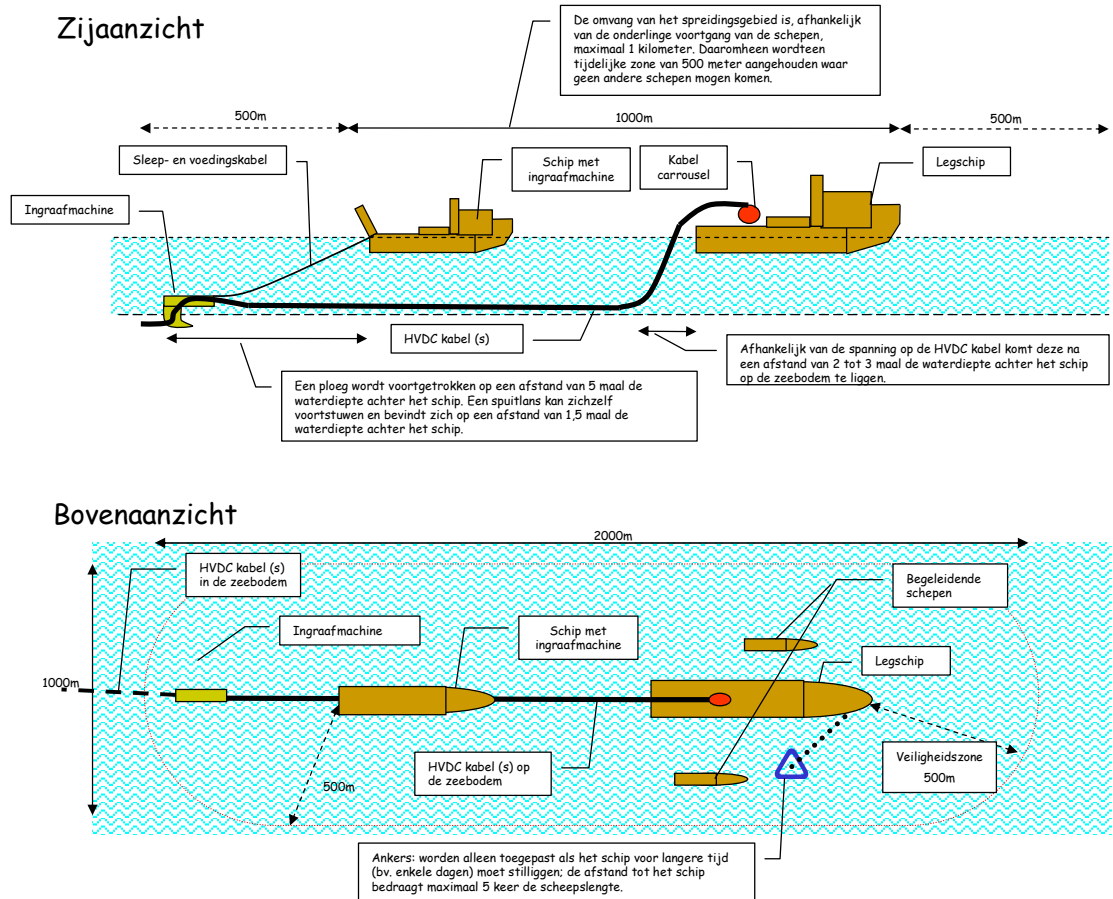 Zijaanzicht
De omvang van het spreidingsgebied is, afhankelijk
van de onderlinge voortgang van de schepen,
maximaal 1 kilometer. Daaromheen wordteen
tijdelijke zone van 500 meter aangehouden waar
geen andere schepen mogen komen.
500m
1000m
500m
Sleep- en voedingskabel
Schip met
ingraafmachine
Kabel
carrousel
Legschip
Ingraafmachine
HVDC kabel (s)
Afhankelijk van de spanning op de HVDC kabel komt deze na
een afstand van 2 tot 3 maal de waterdiepte achter het schip
op de zeebodem te liggen.
Een ploeg wordt voortgetrokken op een afstand van 5 maal de
waterdiepte achter het schip. Een spuitlans kan zichzelf
voortstuwen en bevindt zich op een afstand van 1,5 maal de
waterdiepte achter het schip.
Bovenaanzicht
2000m
HVDC kabel (s)
in de zeebodem
Begeleidende
schepen
Ingraafmachine
Schip met
ingraafmachine
Legschip
1000m
HVDC kabel (s) op
de zeebodem
Veiligheidszone
500m
500m
Ankers: worden alleen toegepast als het schip voor langere tijd
(bv. enkele dagen) moet stilliggen; de afstand tot het schip
bedraagt maximaal 5 keer de scheepslengte.